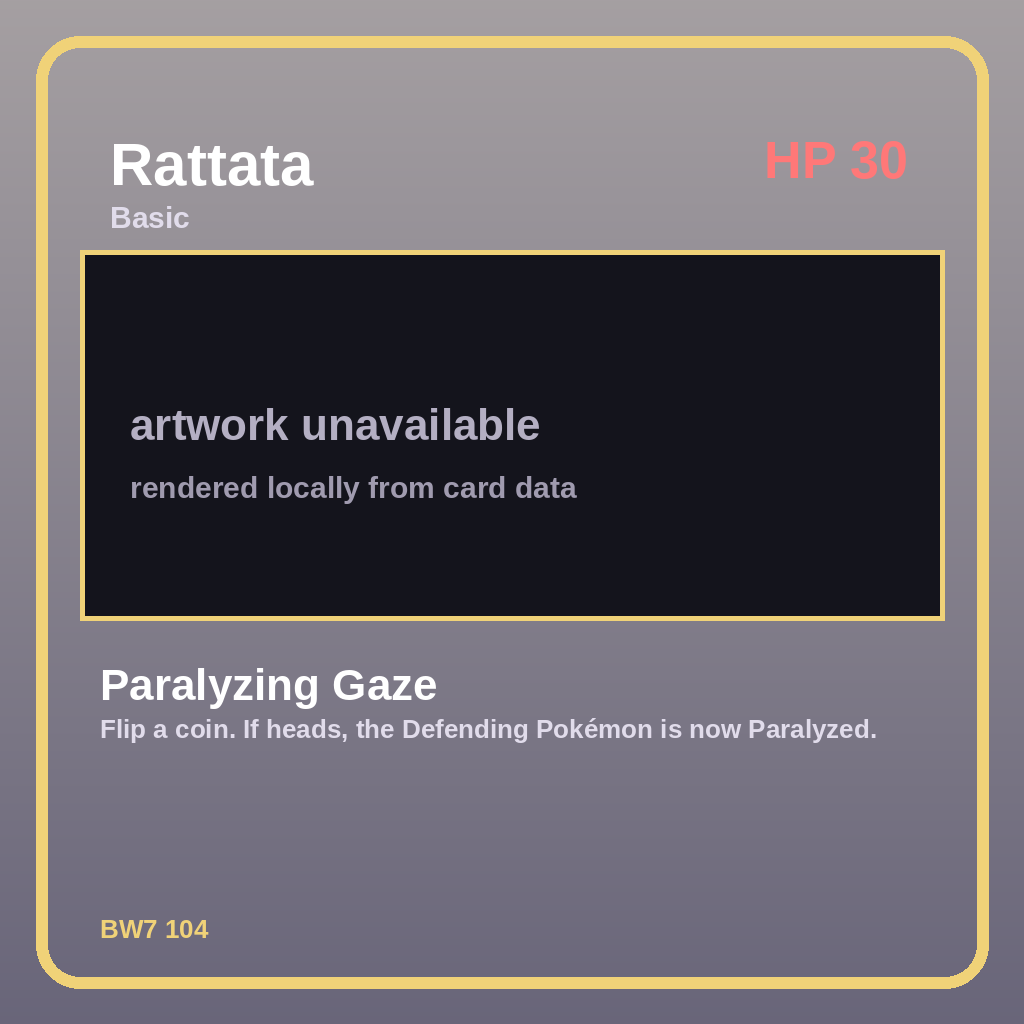 Rattata
HP 30
Basic
artwork unavailable
rendered locally from card data
Paralyzing Gaze
Flip a coin. If heads, the Defending Pokémon is now Paralyzed.
BW7 104